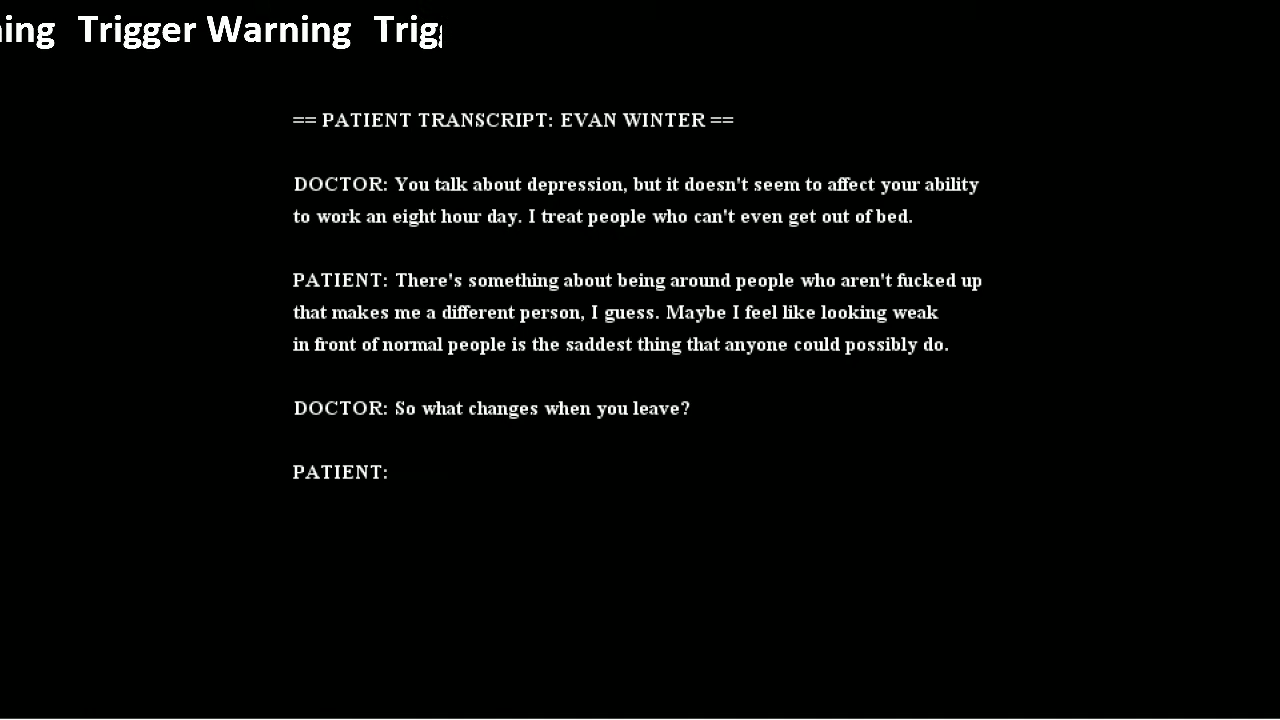 ning Trigger Warning Trigg
== PATIENT TRANSCRIPT: EVAN WINTER ==
DOCTOR: You talk about depression, but it doesn't seem to affect your ability
to work an eight hour day. I treat people who can't even get out of bed.
PATIENT: There's something about being around people who aren't fucked up
that makes me a different person, I guess. Maybe I feel like looking weak
in front of normal people is the saddest thing that anyone could possibly do.
DOCTOR: So what changes when you leave?
PATIENT: